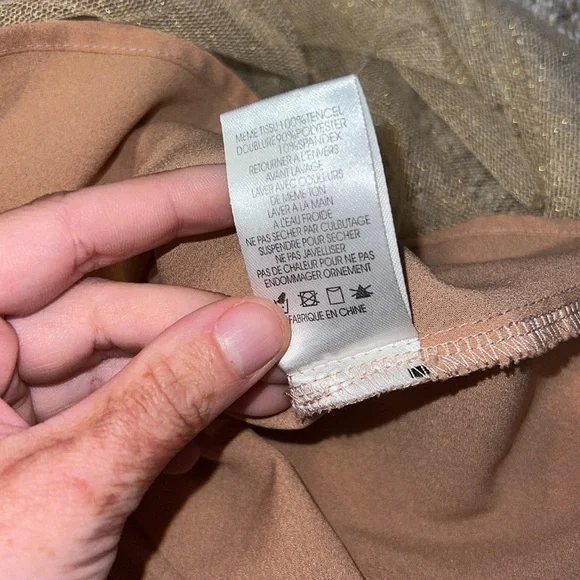 MEME TISSU 100%TENCEL
DOUBLURE 90%POLYESTER
10%SPANDEX
RETOURNER A L'ENVERS
AVANT LAVAGE
LAVER AVEC COULEURS
DE MEME TON
LAVER A LA MAIN
A L'EAU FROIDE
NE PAS SECHER PAR CULBUTAGE
SUSPENDRE POUR SECHER
NE PAS JAVELLISER
PAS DE CHALEUR POUR NE PAS
ENDOMMAGER ORNEMENT
FABRIQUE EN CHINE